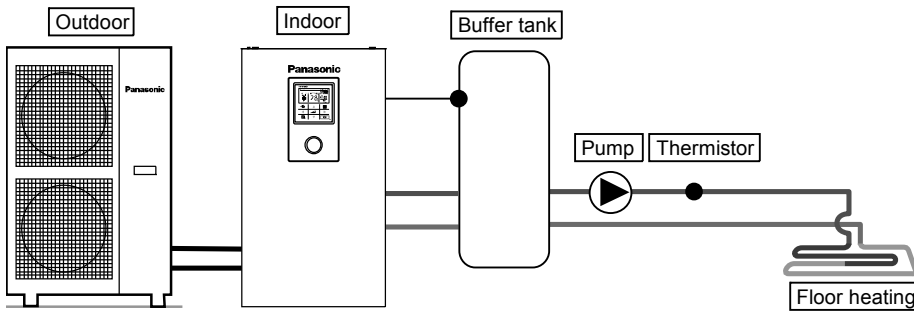 Outdoor
Indoor
Buffer tank
Panasonic
Panasonic
Pump
Thermistor
Floor heating